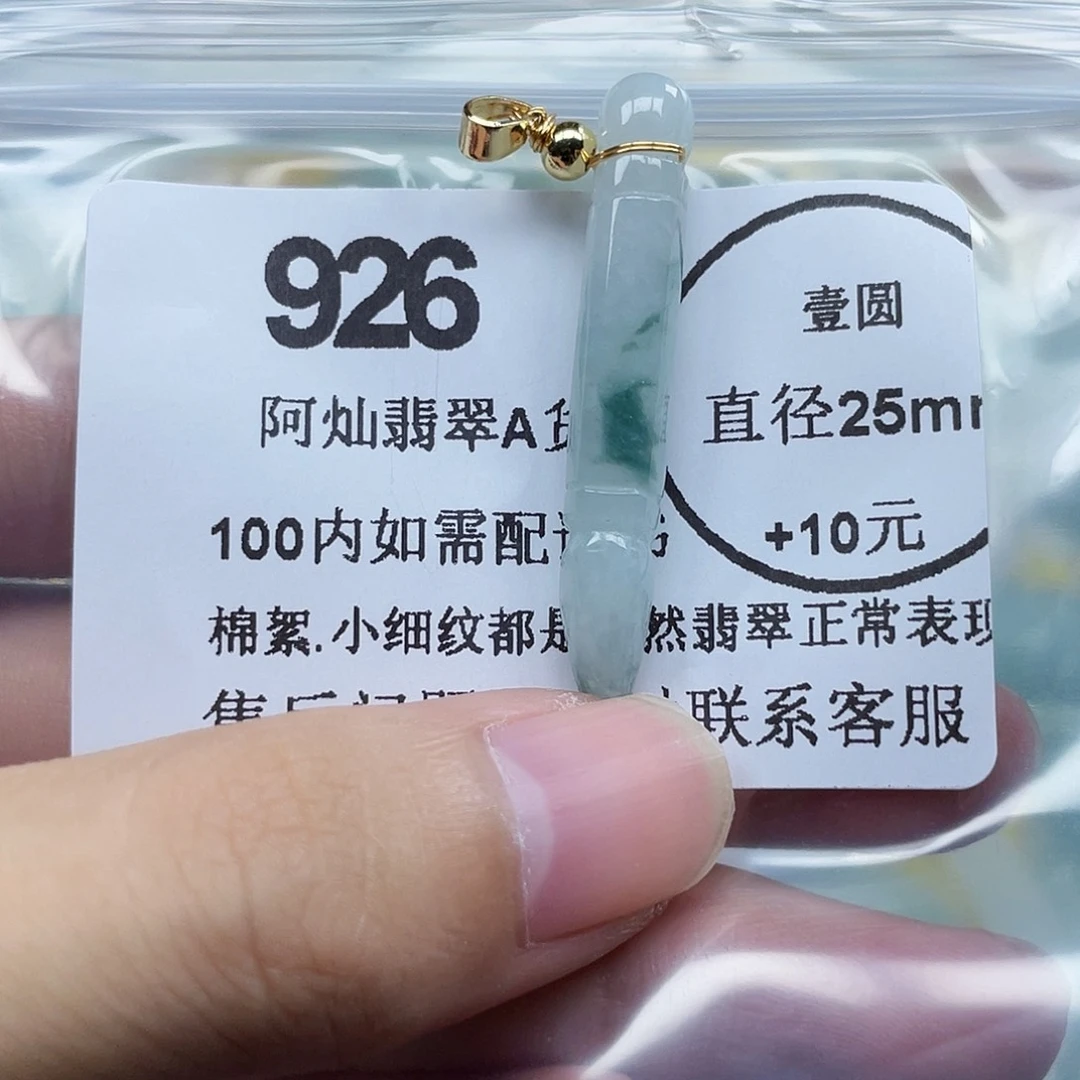 926
壹圆
阿灿翡翠A
直径25m
100内如需配
+10元
棉絮.小细纹都是 然翡翠正常表现
联系客服